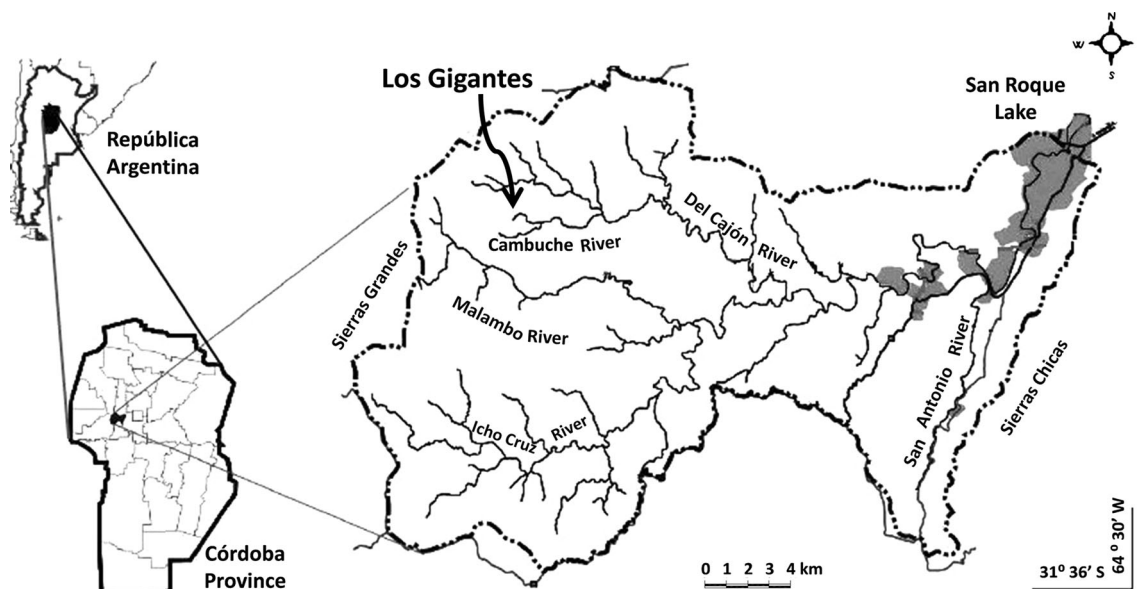 N
W
S
Los Gigantes
San Roque
Lake
República
Argentina
Del Cajón River
Cambuche River
Sierras Grandes
Malambo River
Icho Cruz River
San Antonio River
Sierras Chicas
Córdoba
Province
0 1 2 3 4 km
31º 36' S
64 º 30' W